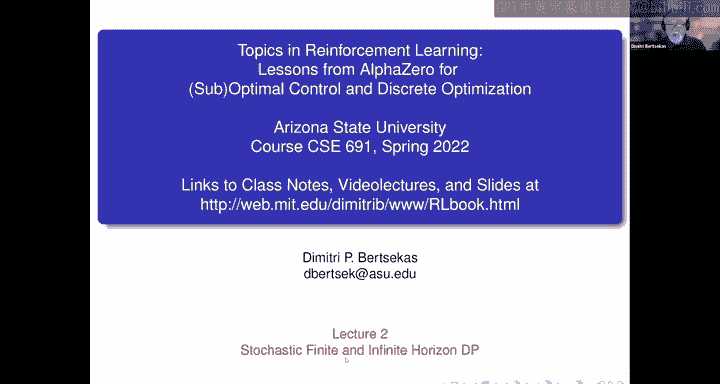 Topics in Reinforcement Learning:
Lessons from AlphaZero for
(Sub)Optimal Control and Discrete Optimization
Arizona State University
Course CSE 691, Spring 2022
Links to Class Notes, Videolectures, and Slides at
http://web.mit.edu/dimitrib/www/RLbook.html
Dimitri P. Bertsekas
dbertsek@asu.edu
Lecture 2
Stochastic Finite and Infinite Horizon DP
Dimitri Bertsekas